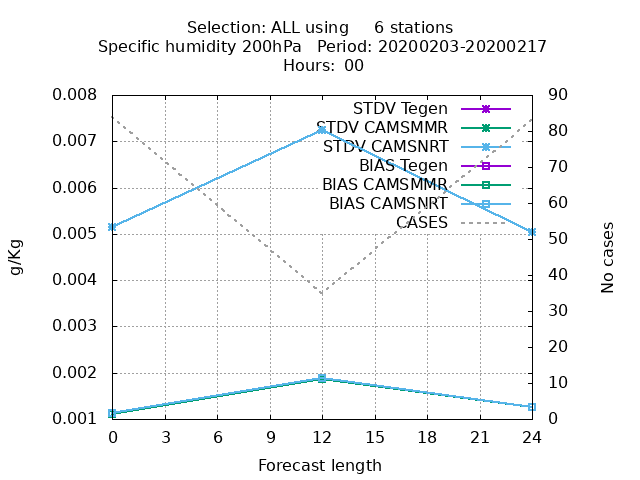 Selection: ALL using     6 stations
Specific humidity 200hPa   Period: 20200203-20200217
Hours:  00
0.008
0.007
0.006
0.005
0.004
0.003
0.002
0.001
g/Kg
STDV Tegen
STDV CAMSMMR
STDV CAMSNRT
BIAS Tegen
BIAS CAMSMMR
BIAS CAMSNRT
CASES
90
80
70
60
50
40
30
20
10
0
No cases
0 3 6 9 12 15 18 21 24
Forecast length